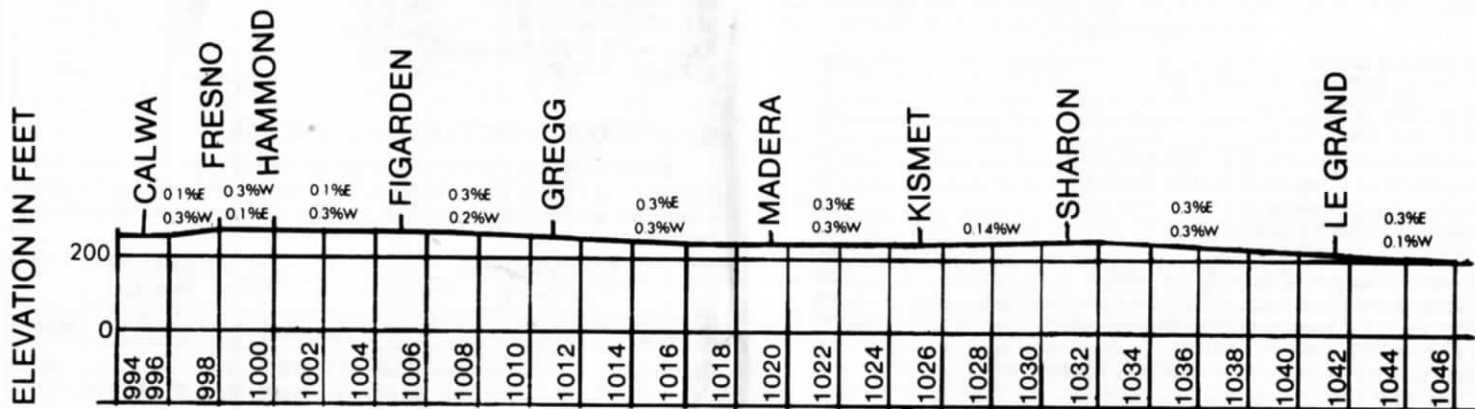 ELEVATION IN FEET
CALWA
FRESNO
HAMMOND
FIGARDEN
GREGG
MADERA
KISMET
SHARON
LE GRAND
0.1%E
0.3%W
0.3%W
0.1%E
0.1%E
0.3%W
0.3%E
0.2%W
0.3%E
0.3%W
0.3%E
0.3%W
0.14%W
0.3%E
0.3%W
0.3%E
0.1%W
200
0
994
996
998
1000
1002
1004
1006
1008
1010
1012
1014
1016
1018
1020
1022
1024
1026
1028
1030
1032
1034
1036
1038
1040
1042
1044
1046